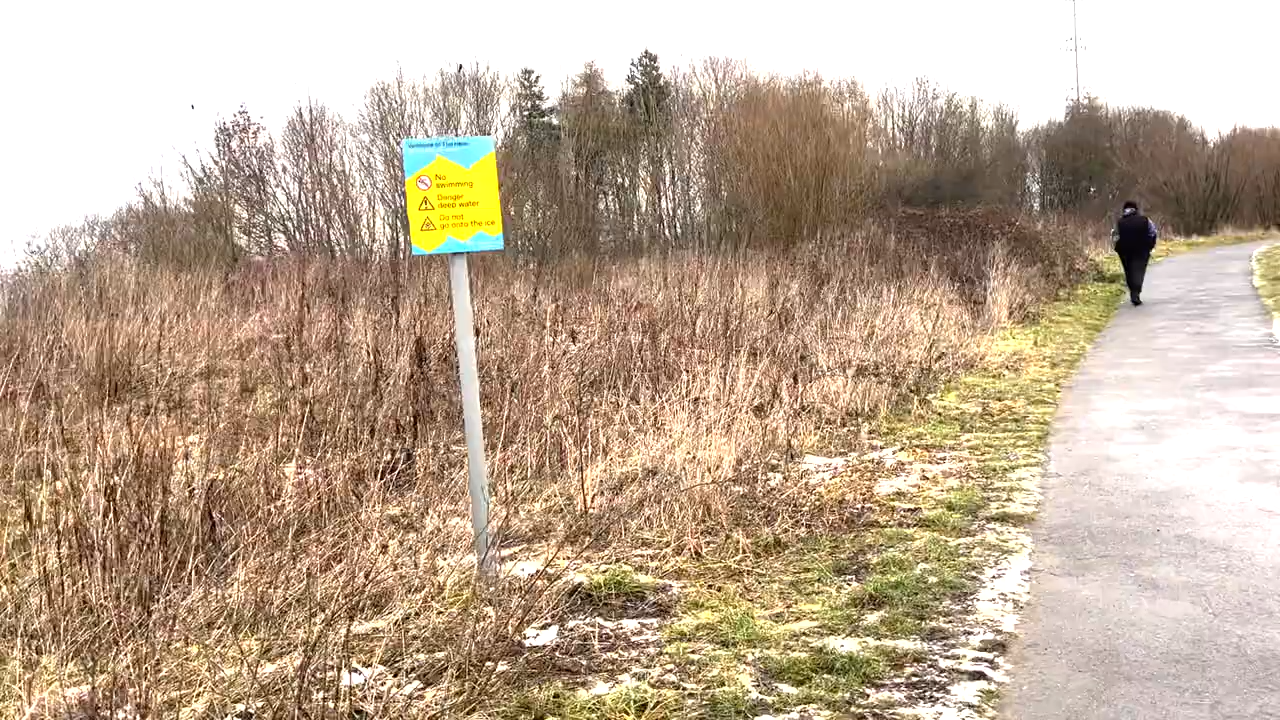 No
swimming
Danger
deep water
Do not
go onto the ice